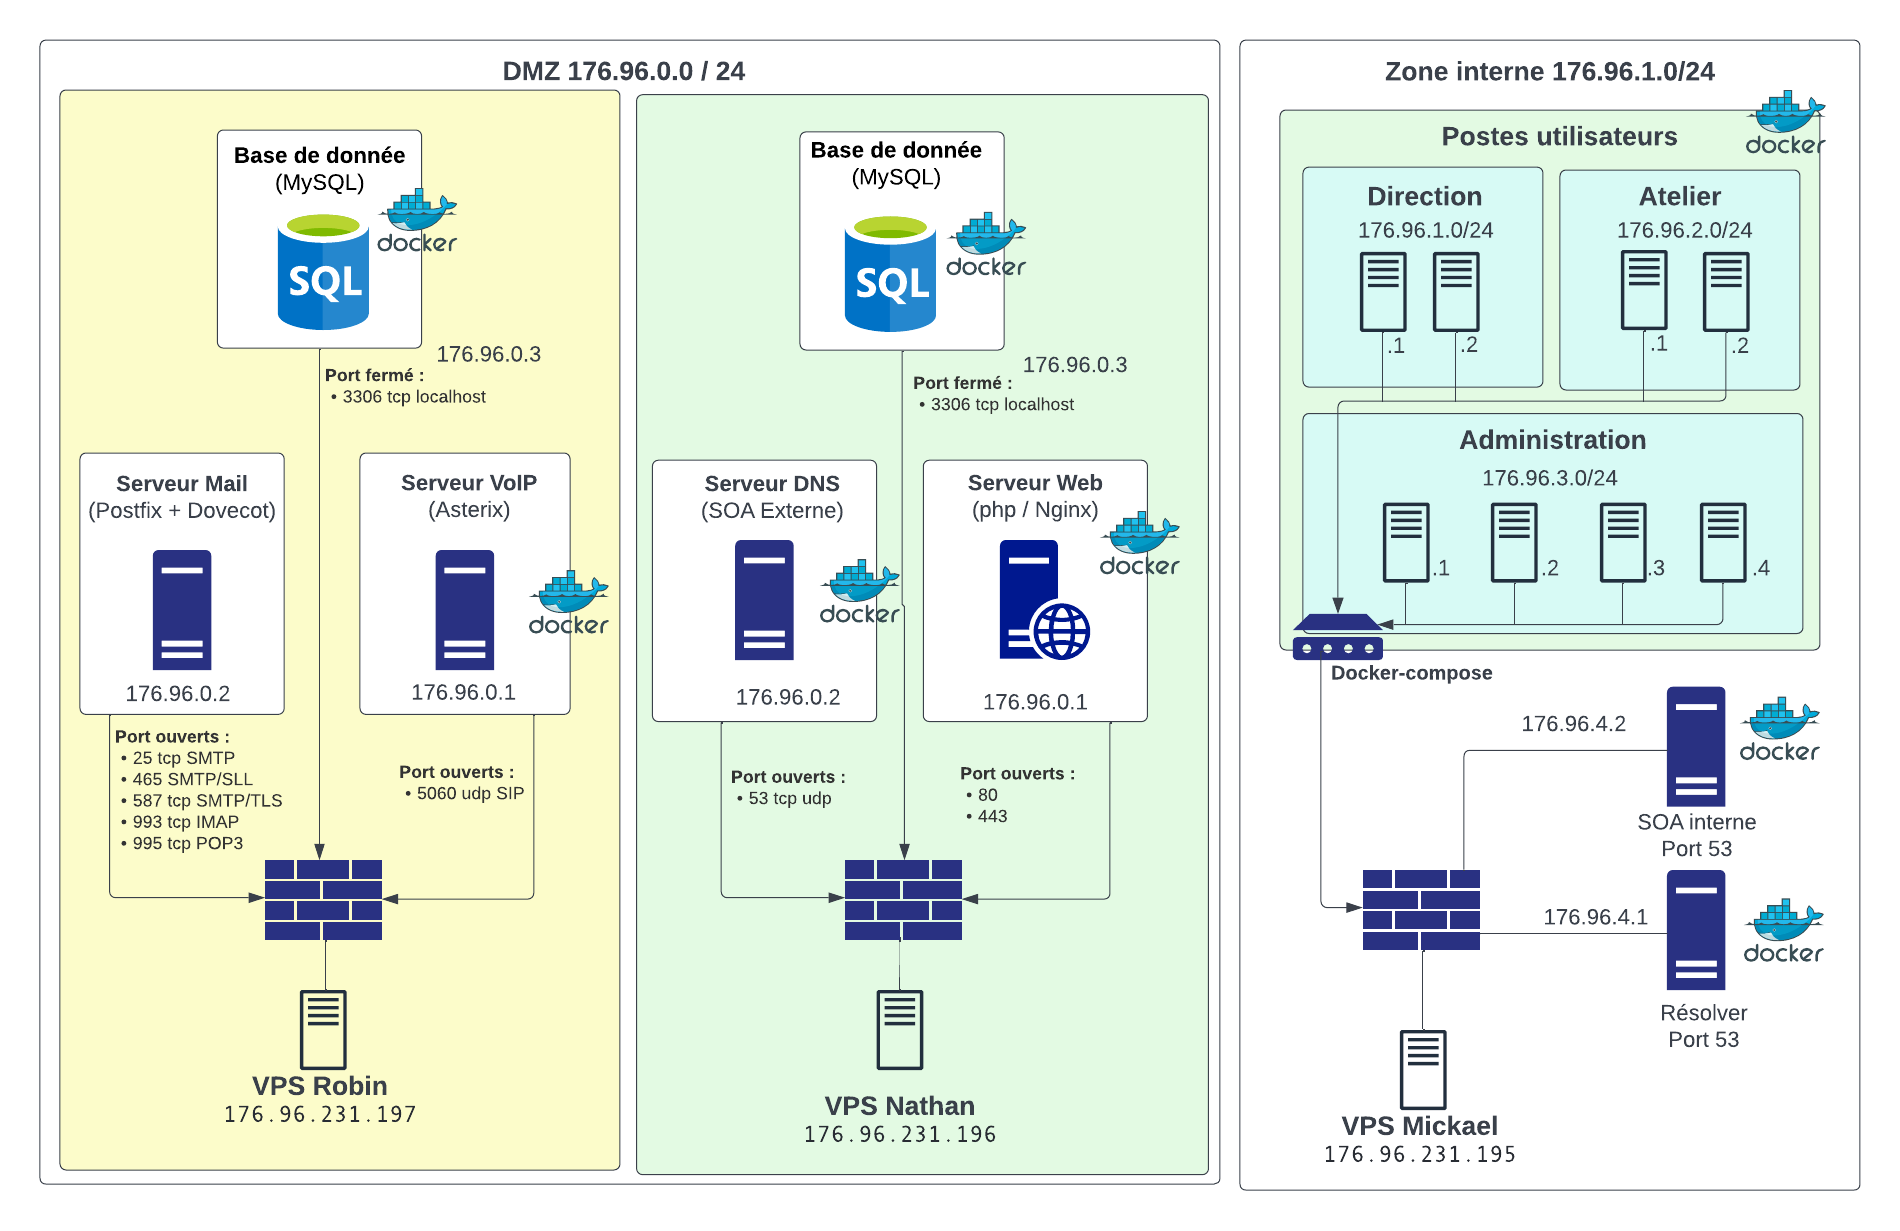 DMZ 176.96.0.0 / 24
Base de donnée
(MySQL)
SQL
docker
176.96.0.3
Port fermé :
• 3306 tcp localhost
Serveur Mail
(Postfix + Dovecot)
176.96.0.2
Serveur VoIP
(Asterix)
docker
176.96.0.1
Port ouverts :
• 25 tcp SMTP
• 465 SMTP/SLL
• 587 tcp SMTP/TLS
• 993 tcp IMAP
• 995 tcp POP3
Port ouverts :
• 5060 udp SIP
VPS Robin
176.96.231.197
Base de donnée
(MySQL)
SQL
docker
176.96.0.3
Port fermé :
• 3306 tcp localhost
Serveur DNS
(SOA Externe)
docker
176.96.0.2
Serveur Web
(php / Nginx)
docker
176.96.0.1
Port ouverts :
• 53 tcp udp
Port ouverts :
• 80
• 443
VPS Nathan
176.96.231.196
Zone interne 176.96.1.0/24
docker
Postes utilisateurs
Direction
176.96.1.0/24
.1
.2
Atelier
176.96.2.0/24
.1
.2
Administration
176.96.3.0/24
.1
.2
.3
.4
Docker-compose
176.96.4.2
docker
SOA interne
Port 53
176.96.4.1
docker
Résolver
Port 53
VPS Mickael
176.96.231.195